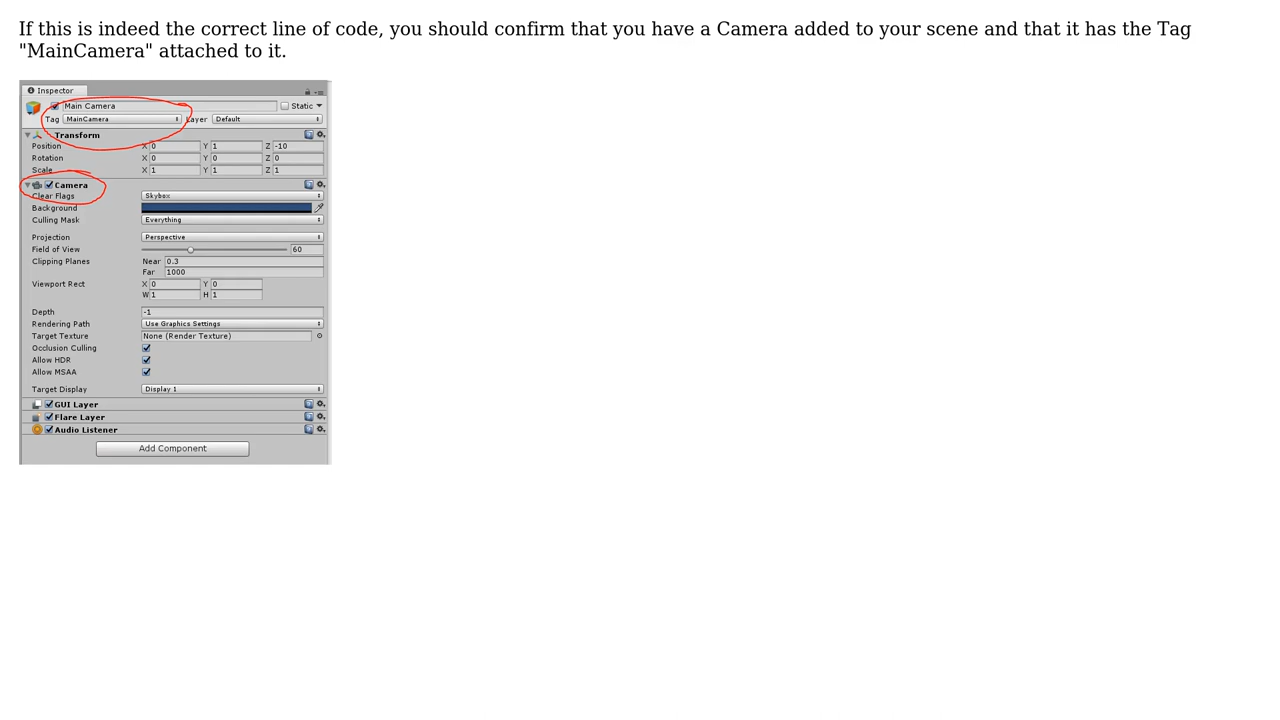 If this is indeed the correct line of code, you should confirm that you have a Camera added to your scene and that it has the Tag
"MainCamera" attached to it.
Inspector
Main Camera Static
Tag MainCamera Layer Default
Transform
Position X 0 Y 1 Z -10
Rotation X 0 Y 0 Z 0
Scale X 1 Y 1 Z 1
Camera
Clear Flags Skybox
Background
Culling Mask Everything
Projection Perspective
Field of View 60
Clipping Planes Near 0.3
Far 1000
Viewport Rect X 0 Y 0
W 1 H 1
Depth -1
Rendering Path Use Graphics Settings
Target Texture None (Render Texture)
Occlusion Culling
Allow HDR
Allow MSAA
Target Display Display 1
GUI Layer
Flare Layer
Audio Listener
Add Component